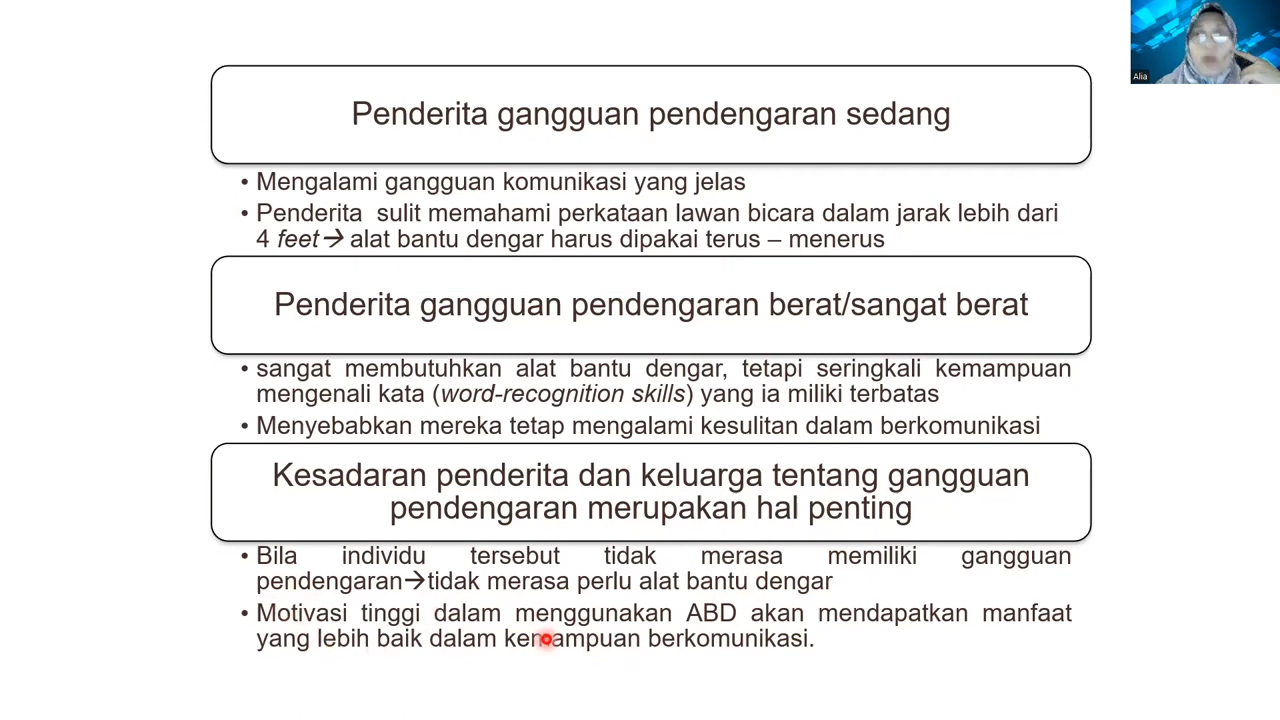 Alia
Penderita gangguan pendengaran sedang
• Mengalami gangguan komunikasi yang jelas
• Penderita sulit memahami perkataan lawan bicara dalam jarak lebih dari
4 feet→ alat bantu dengar harus dipakai terus – menerus
Penderita gangguan pendengaran berat/sangat berat
• sangat membutuhkan alat bantu dengar, tetapi seringkali kemampuan
mengenali kata (word-recognition skills) yang ia miliki terbatas
• Menyebabkan mereka tetap mengalami kesulitan dalam berkomunikasi
Kesadaran penderita dan keluarga tentang gangguan
pendengaran merupakan hal penting
• Bila individu tersebut tidak merasa memiliki gangguan
pendengaran→tidak merasa perlu alat bantu dengar
• Motivasi tinggi dalam menggunakan ABD akan mendapatkan manfaat
yang lebih baik dalam kemampuan berkomunikasi.